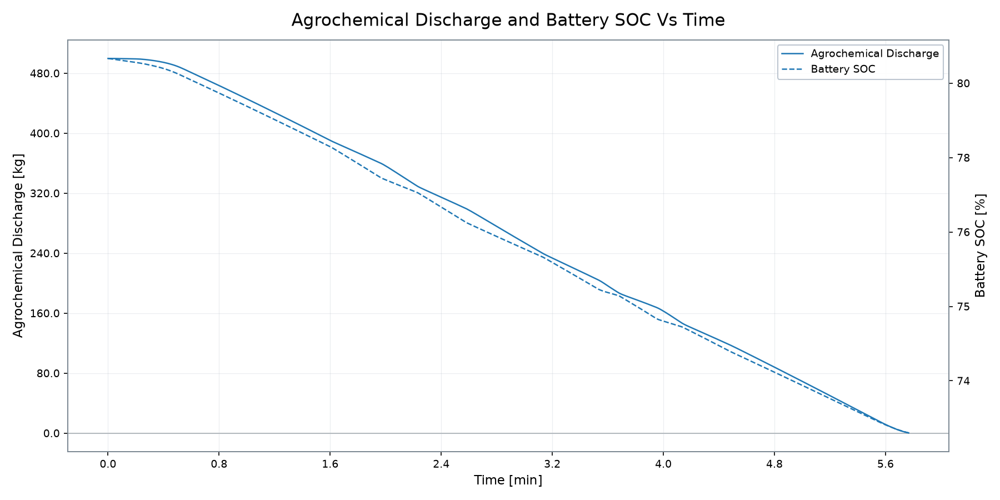 Agrochemical Discharge and Battery SOC Vs Time
Agrochemical Discharge
Battery SOC
480.0
400.0
320.0
240.0
160.0
80.0
0.0
Agrochemical Discharge [kg]
80
78
76
75
74
Battery SOC [%]
0.0 0.8 1.6 2.4 3.2 4.0 4.8 5.6
Time [min]